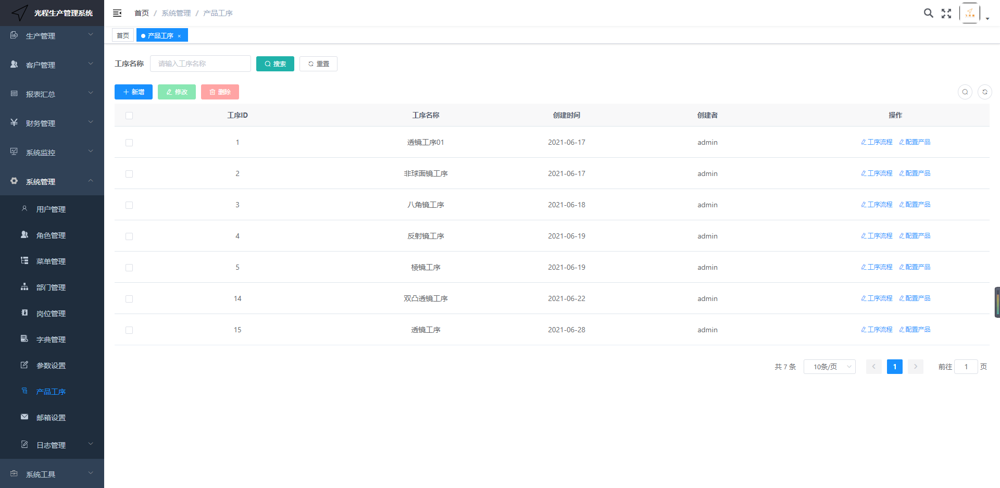 光程生产管理系统
生产管理
客户管理
报表汇总
财务管理
系统监控
系统管理
用户管理
角色管理
菜单管理
部门管理
岗位管理
字典管理
参数设置
产品工序
邮箱设置
日志管理
系统工具
首页 / 系统管理 / 产品工序
首页 产品工序 ×
工序名称 请输入工序名称 搜索 重置
新增 修改 删除
工序ID 工序名称 创建时间 创建者 操作
1 透镜工序01 2021-06-17 admin 工序流程 配置产品
2 非球面镜工序 2021-06-17 admin 工序流程 配置产品
3 八角镜工序 2021-06-18 admin 工序流程 配置产品
4 反射镜工序 2021-06-19 admin 工序流程 配置产品
5 棱镜工序 2021-06-19 admin 工序流程 配置产品
14 双凸透镜工序 2021-06-22 admin 工序流程 配置产品
15 透镜工序 2021-06-28 admin 工序流程 配置产品
共 7 条 10条/页 1 前往 1 页